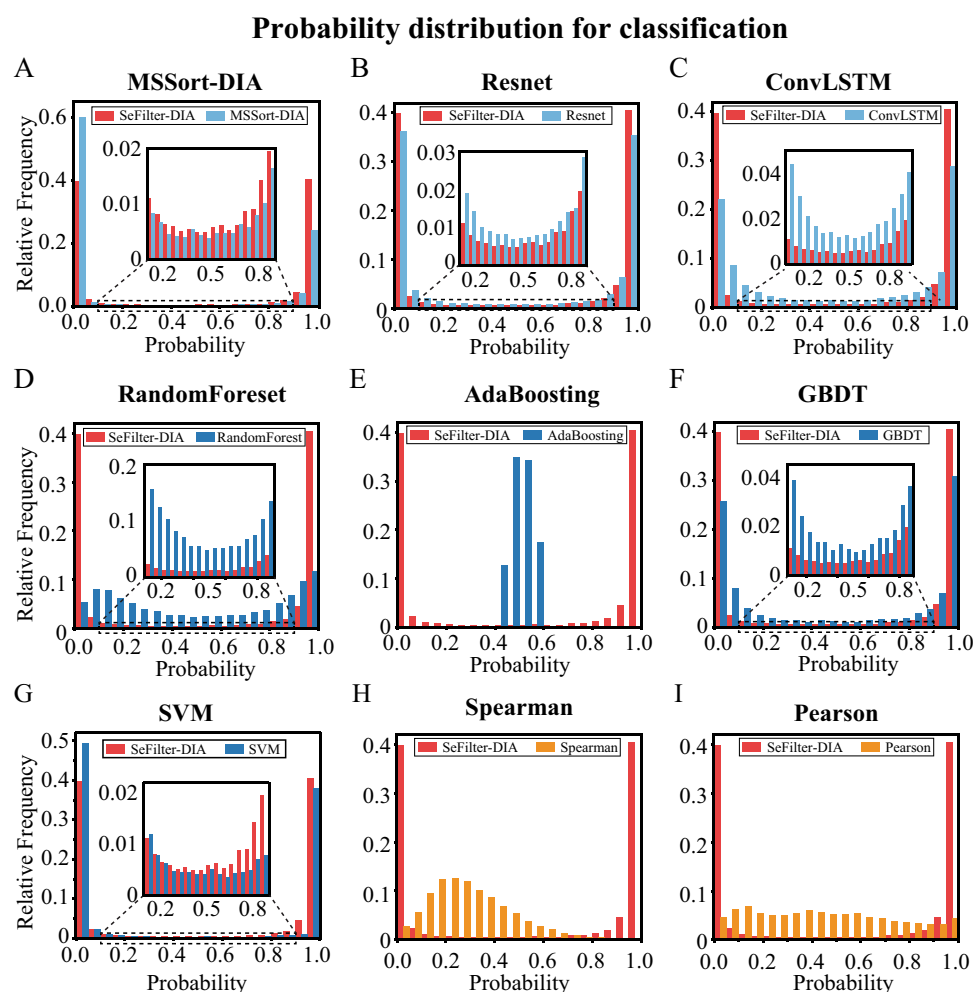 Probability distribution for classification
A
MSSort-DIA
Relative Frequency
0.6
0.4
0.2
0.0
SeFilter-DIA
MSSort-DIA
0.02
0.01
0
0.2 0.5 0.8
0.0 0.2 0.4 0.6 0.8 1.0
Probability
B
Resnet
0.4
0.3
0.2
0.1
0
SeFilter-DIA
Resnet
0.03
0.02
0.01
0
0.2 0.5 0.8
0.0 0.2 0.4 0.6 0.8 1.0
Probability
C
ConvLSTM
0.4
0.3
0.2
0.1
0
SeFilter-DIA
ConvLSTM
0.04
0.02
0
0.2 0.5 0.8
0.0 0.2 0.4 0.6 0.8 1.0
Probability
D
RandomForeset
Relative Frequency
0.4
0.3
0.2
0.1
0
SeFilter-DIA
RandomForest
0.2
0.1
0
0.2 0.5 0.8
0.0 0.2 0.4 0.6 0.8 1.0
Probability
E
AdaBoosting
0.4
0.3
0.2
0.1
0
SeFilter-DIA
AdaBoosting
0.0 0.2 0.4 0.6 0.8 1.0
Probability
F
GBDT
0.4
0.3
0.2
0.1
0
SeFilter-DIA
GBDT
0.04
0.02
0
0.2 0.5 0.8
0.0 0.2 0.4 0.6 0.8 1.0
Probability
G
SVM
Relative Frequency
0.5
0.4
0.3
0.2
0.1
0
SeFilter-DIA
SVM
0.02
0.01
0
0.2 0.5 0.8
0.0 0.2 0.4 0.6 0.8 1.0
Probability
H
Spearman
0.4
0.3
0.2
0.1
0
SeFilter-DIA
Spearman
0.0 0.2 0.4 0.6 0.8 1.0
Probability
I
Pearson
0.4
0.3
0.2
0.1
0
SeFilter-DIA
Pearson
0.0 0.2 0.4 0.6 0.8 1.0
Probability